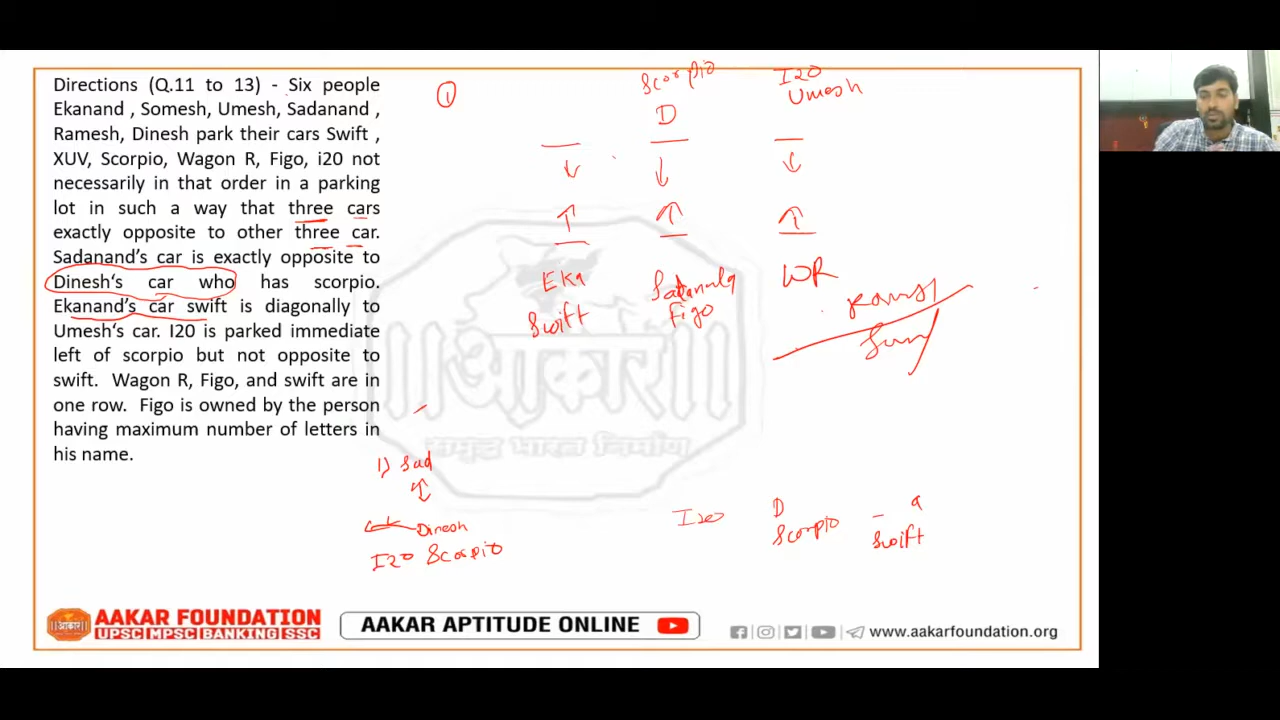 Directions (Q.11 to 13) - Six people
Ekanand , Somesh, Umesh, Sadanand ,
Ramesh, Dinesh park their cars Swift ,
XUV, Scorpio, Wagon R, Figo, i20 not
necessarily in that order in a parking
lot in such a way that three cars
exactly opposite to other three car.
Sadanand's car is exactly opposite to
Dinesh's car who has scorpio.
Ekanand's car swift is diagonally to
Umesh's car. I20 is parked immediate
left of scorpio but not opposite to
swift. Wagon R, Figo, and swift are in
one row. Figo is owned by the person
having maximum number of letters in
his name.
1
Scorpio I20
D Umesh
Eka WR
Swift Figo
1) Sad
Dinesh
I20 Scorpio
I20 D
Scorpio Swift
आकार
समृद्ध भारत निर्माण
AAKAR FOUNDATION
UPSC|MPSC|BANKING|SSC
AAKAR APTITUDE ONLINE
www.aakarfoundation.org